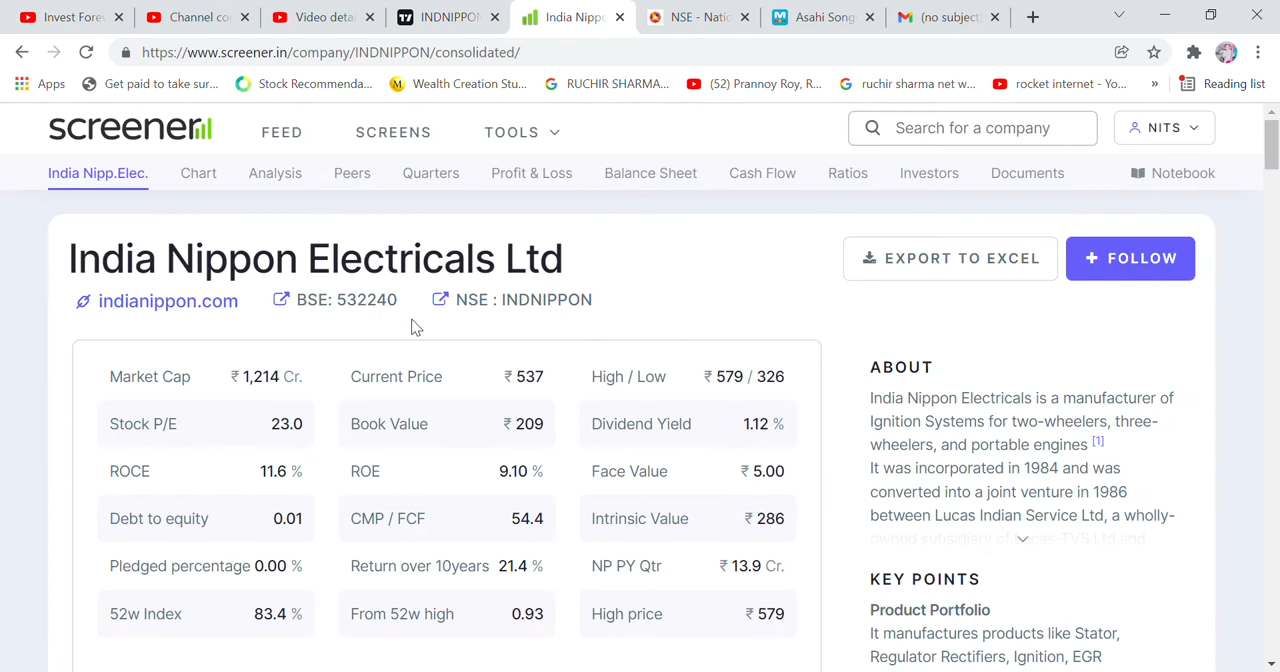 Invest Forev
Channel co
Video detai
INDNIPPON
India Nippo
NSE - Natio
Asahi Song
(no subject
https://www.screener.in/company/INDNIPPON/consolidated/
Apps
Get paid to take sur...
Stock Recommenda...
Wealth Creation Stu...
RUCHIR SHARMA...
(52) Prannoy Roy, R...
ruchir sharma net w...
rocket internet - Yo...
»
Reading list
screener
FEED
SCREENS
TOOLS
Search for a company
NITS
India Nipp.Elec.
Chart
Analysis
Peers
Quarters
Profit & Loss
Balance Sheet
Cash Flow
Ratios
Investors
Documents
Notebook
India Nippon Electricals Ltd
EXPORT TO EXCEL
+ FOLLOW
indianippon.com
BSE: 532240
NSE : INDNIPPON
Market Cap ₹ 1,214 Cr.
Current Price ₹ 537
High / Low ₹ 579 / 326
Stock P/E 23.0
Book Value ₹ 209
Dividend Yield 1.12 %
ROCE 11.6 %
ROE 9.10 %
Face Value ₹ 5.00
Debt to equity 0.01
CMP / FCF 54.4
Intrinsic Value ₹ 286
Pledged percentage 0.00 %
Return over 10years 21.4 %
NP PY Qtr ₹ 13.9 Cr.
52w Index 83.4 %
From 52w high 0.93
High price ₹ 579
ABOUT
India Nippon Electricals is a manufacturer of
Ignition Systems for two-wheelers, three-
wheelers, and portable engines [1]
It was incorporated in 1984 and was
converted into a joint venture in 1986
between Lucas Indian Service Ltd, a wholly-
owned subsidiary of Lucas-TVS Ltd and
KEY POINTS
Product Portfolio
It manufactures products like Stator,
Regulator Rectifiers, Ignition, EGR